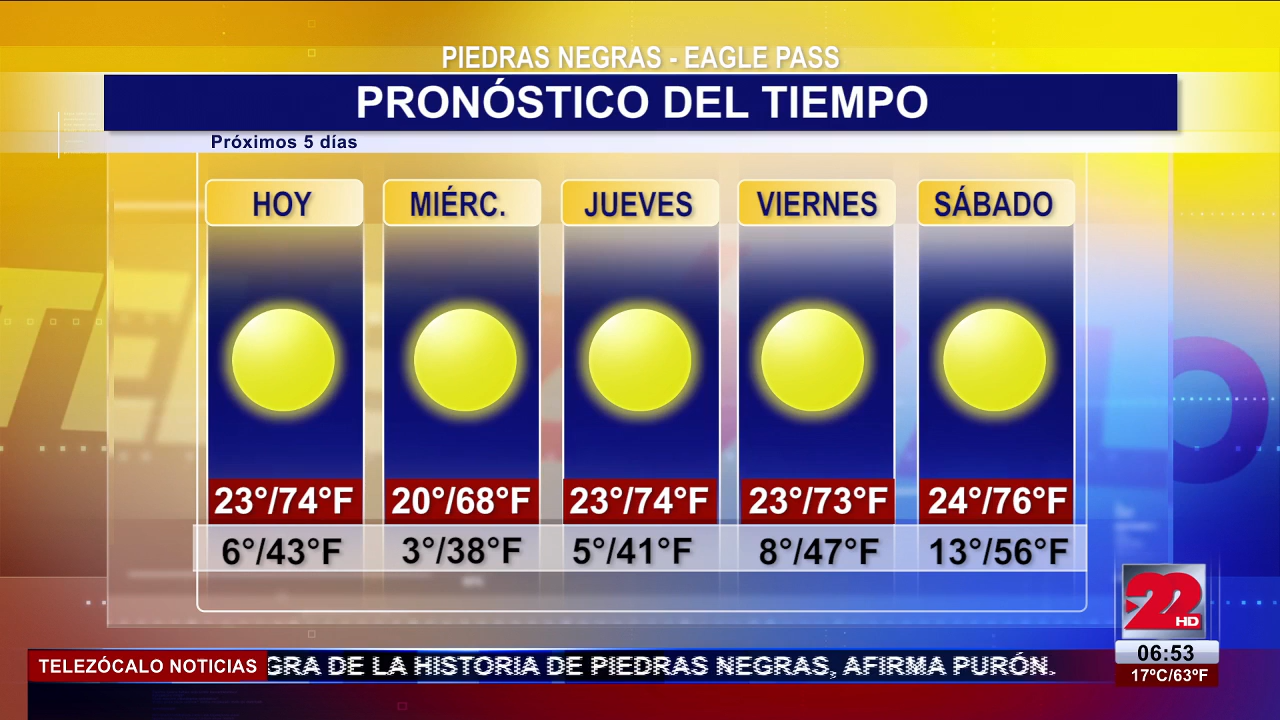 PIEDRAS NEGRAS - EAGLE PASS
PRONÓSTICO DEL TIEMPO
Próximos 5 días
HOY MIÉRC. JUEVES VIERNES SÁBADO
23°/74°F 20°/68°F 23°/74°F 23°/73°F 24°/76°F
6°/43°F 3°/38°F 5°/41°F 8°/47°F 13°/56°F
22 HD
06:53
17ºC/63ºF
TELEZÓCALO NOTICIAS GRA DE LA HISTORIA DE PIEDRAS NEGRAS, AFIRMA PURÓN.